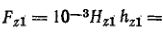 F_{z1} = 10^{-3}H_{z1} h_{z1} =